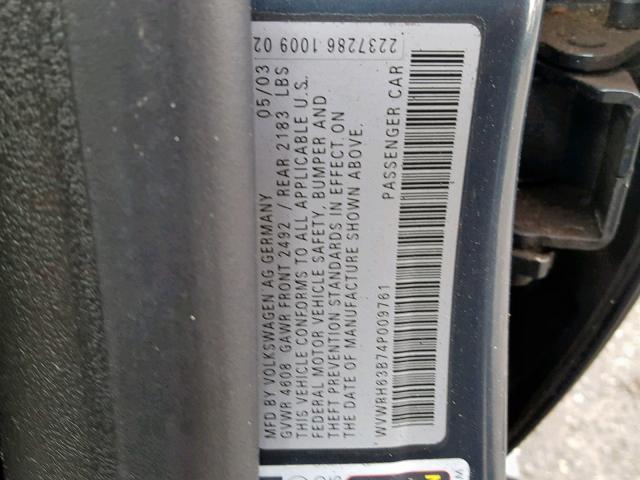 2237286 1009 02
MFD BY VOLKSWAGEN AG GERMANY 05/03
GVWR 4608 GAWR FRONT 2492 / REAR 2183 LBS
THIS VEHICLE CONFORMS TO ALL APPLICABLE U.S.
FEDERAL MOTOR VEHICLE SAFETY, BUMPER AND
THEFT PREVENTION STANDARDS IN EFFECT ON
THE DATE OF MANUFACTURE SHOWN ABOVE.
WVWRH63B74P009761 PASSENGER CAR